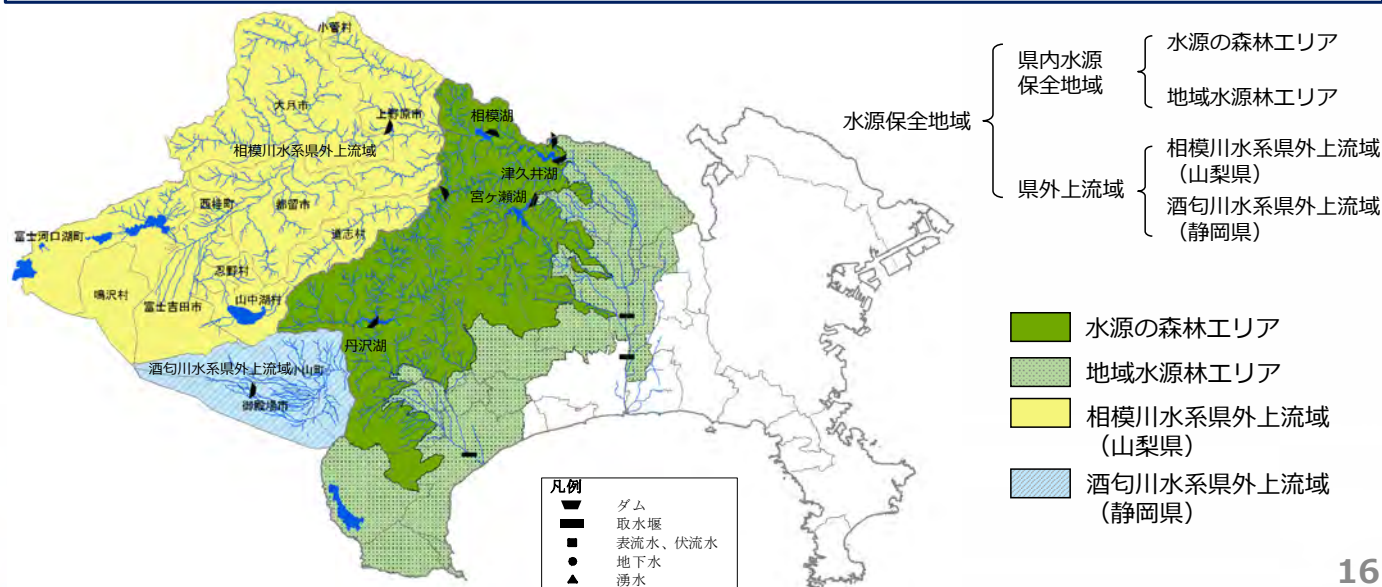 小菅村
大月市
上野原市
相模湖
相模川水系県外上流域
津久井湖
宮ヶ瀬湖
西桂町
都留市
道志村
富士河口湖町
忍野村
鳴沢村
富士吉田市
山中湖村
丹沢湖
酒匂川水系県外上流域
小山町
御殿場市
凡例
ダム
取水堰
表流水、伏流水
地下水
湧水
水源保全地域
県内水源
保全地域
水源の森林エリア
地域水源林エリア
県外上流域
相模川水系県外上流域
（山梨県）
酒匂川水系県外上流域
（静岡県）
水源の森林エリア
地域水源林エリア
相模川水系県外上流域
（山梨県）
酒匂川水系県外上流域
（静岡県）
16